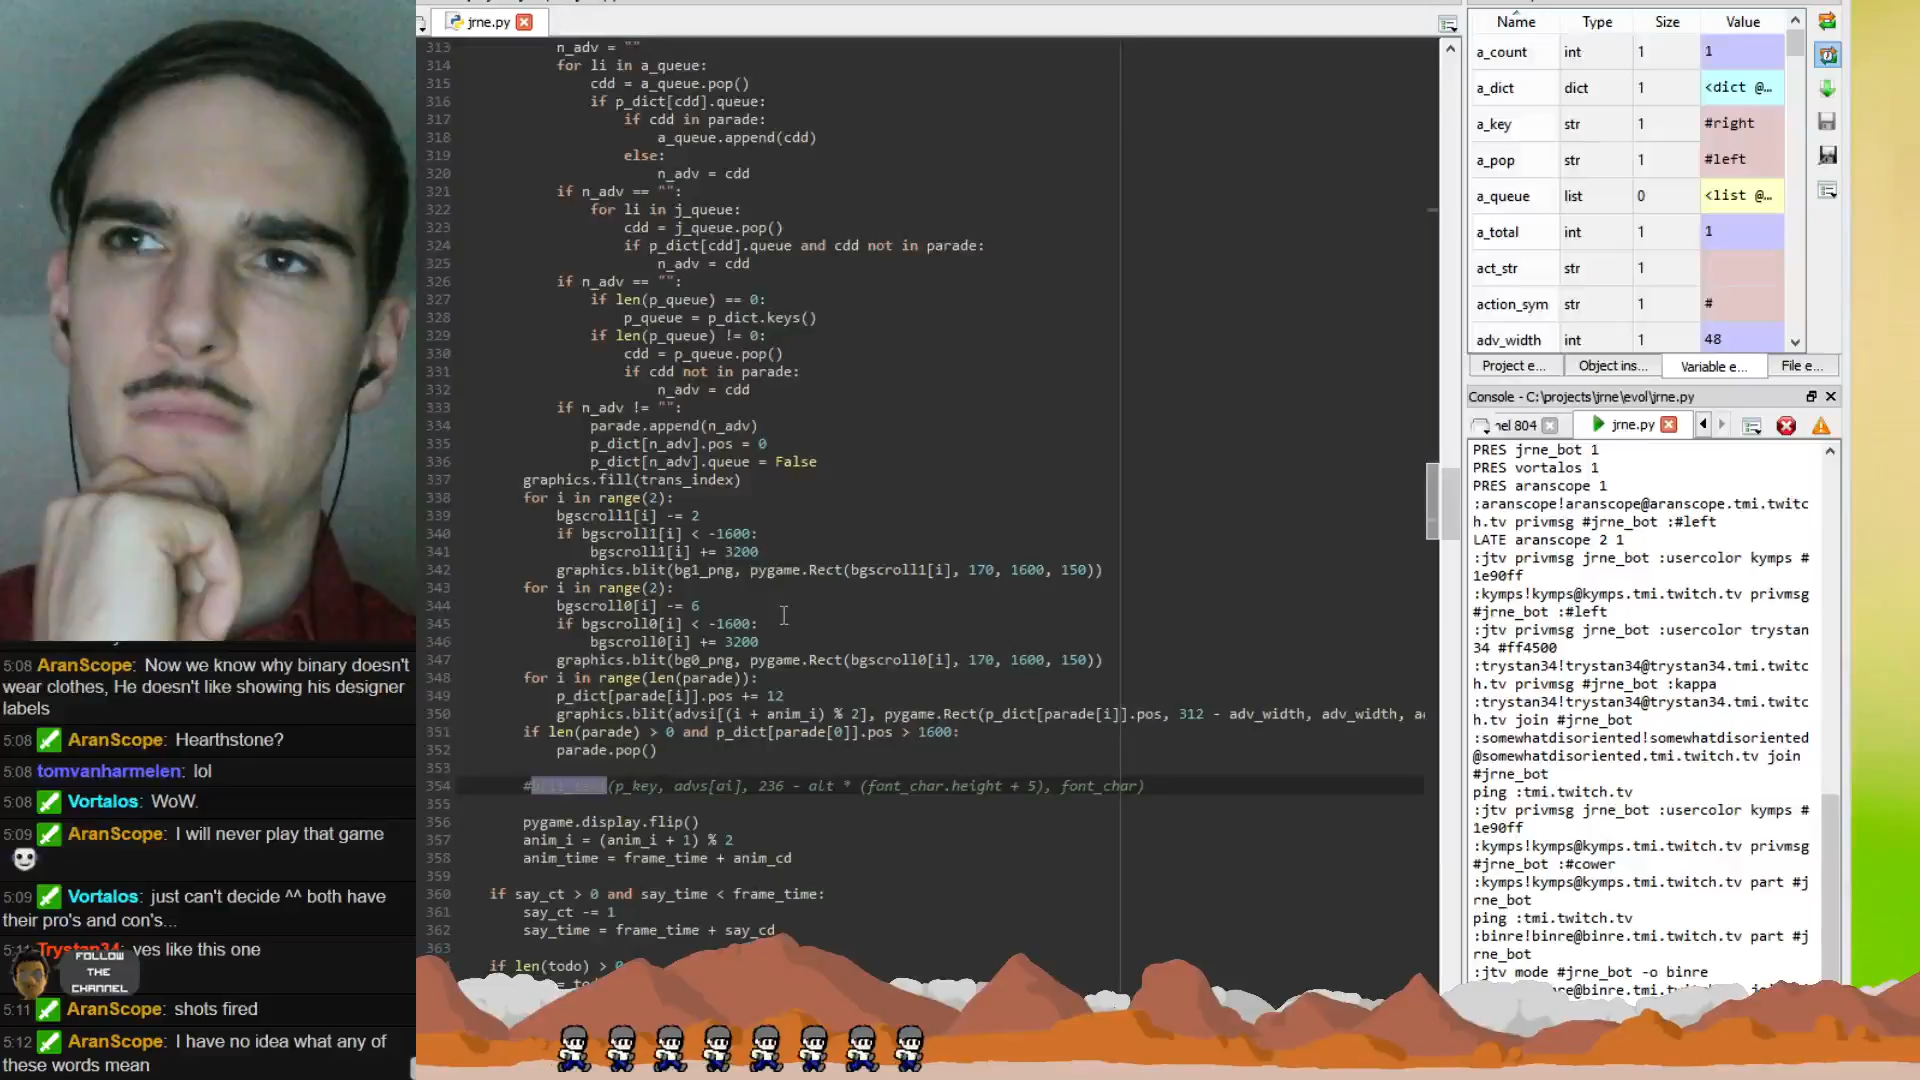 jrne.py
313 n_adv = ""
314 for li in a_queue:
315 cdd = a_queue.pop()
316 if p_dict[cdd].queue:
317 if cdd in parade:
318 a_queue.append(cdd)
319 else:
320 n_adv = cdd
321 if n_adv == "":
322 for li in j_queue:
323 cdd = j_queue.pop()
324 if p_dict[cdd].queue and cdd not in parade:
325 n_adv = cdd
326 if n_adv == "":
327 if len(p_queue) == 0:
328 p_queue = p_dict.keys()
329 if len(p_queue) != 0:
330 cdd = p_queue.pop()
331 if cdd not in parade:
332 n_adv = cdd
333 if n_adv != "":
334 parade.append(n_adv)
335 p_dict[n_adv].pos = 0
336 p_dict[n_adv].queue = False
337 graphics.fill(trans_index)
338 for i in range(2):
339 bgscroll1[i] -= 2
340 if bgscroll1[i] < -1600:
341 bgscroll1[i] += 3200
342 graphics.blit(bg1_png, pygame.Rect(bgscroll1[i], 170, 1600, 150))
343 for i in range(2):
344 bgscroll0[i] -= 6
345 if bgscroll0[i] < -1600:
346 bgscroll0[i] += 3200
347 graphics.blit(bg0_png, pygame.Rect(bgscroll0[i], 170, 1600, 150))
348 for i in range(len(parade)):
349 p_dict[parade[i]].pos += 12
350 graphics.blit(advsi[(i + anim_i) % 2], pygame.Rect(p_dict[parade[i]].pos, 312 - adv_width, adv_width,
351 if len(parade) > 0 and p_dict[parade[0]].pos > 1600:
352 parade.pop()
353
354 # (p_key, advs[ai], 236 - alt * (font_char.height + 5), font_char)
355
356 pygame.display.flip()
357 anim_i = (anim_i + 1) % 2
358 anim_time = frame_time + anim_cd
359
360 if say_ct > 0 and say_time < frame_time:
361 say_ct -= 1
362 say_time = frame_time + say_cd
363
if len(todo) >
Name Type Size Value
a_count int 1 1
a_dict dict 1 <dict @…
a_key str 1 #right
a_pop str 1 #left
a_queue list 0 <list @…
a_total int 1 1
act_str str 1
action_sym str 1 #
adv_width int 1 48
Project e... Object ins... Variable e... File e...
Console - C:\projects\jrne\evol\jrne.py
nel 804 jrne.py
PRES jrne_bot 1
PRES vortalos 1
PRES aranscope 1
:aranscope!aranscope@aranscope.tmi.twitc
h.tv privmsg #jrne_bot :#left
LATE aranscope 2 1
:jtv privmsg jrne_bot :usercolor kymps #
1e90ff
:kymps!kymps@kymps.tmi.twitch.tv privmsg
#jrne_bot :#left
:jtv privmsg jrne_bot :usercolor trystan
34 #ff4500
:trystan34!trystan34@trystan34.tmi.twitc
h.tv privmsg #jrne_bot :kappa
:trystan34!trystan34@trystan34.tmi.twitc
h.tv join #jrne_bot
:somewhatdisoriented!somewhatdisoriented
@somewhatdisoriented.tmi.twitch.tv join
#jrne_bot
ping :tmi.twitch.tv
:jtv privmsg jrne_bot :usercolor kymps #
1e90ff
:kymps!kymps@kymps.tmi.twitch.tv privmsg
#jrne_bot :#cower
:kymps!kymps@kymps.tmi.twitch.tv part #j
rne_bot
ping :tmi.twitch.tv
:binre!binre@binre.tmi.twitch.tv part #j
rne_bot
:jtv mode #jrne_bot -o binre
5:08 AranScope: Now we know why binary doesn't
wear clothes, He doesn't like showing his designer
labels
5:08 AranScope: Hearthstone?
5:08 tomvanharmelen: lol
5:08 Vortalos: WoW.
5:09 AranScope: I will never play that game
5:09 Vortalos: just can't decide ^^ both have
their pro's and con's...
5:11 Trystan34: yes like this one
FOLLOW
THE
CHANNEL
5:11 AranScope: shots fired
5:12 AranScope: I have no idea what any of
these words mean